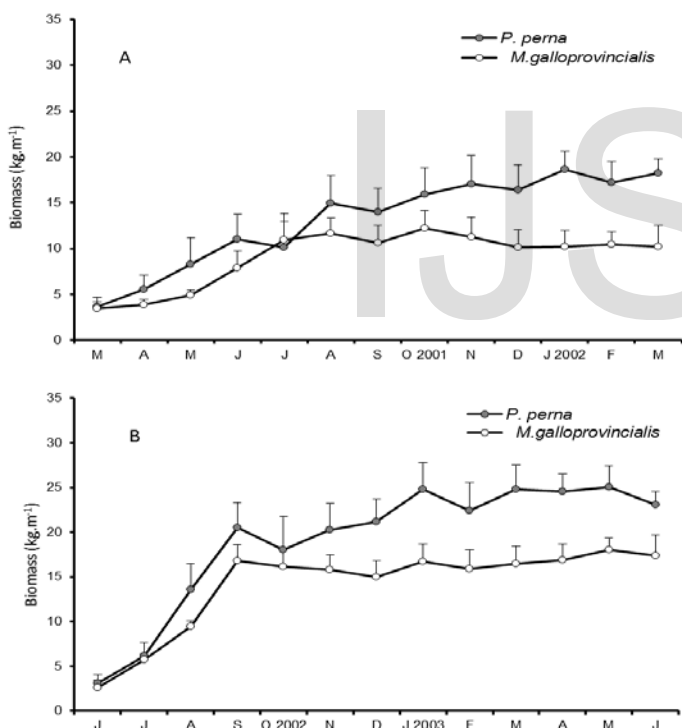 35
30
25
20
15
10
5
0
Biomass (kg.m-1)
A
P. perna
M.galloprovincialis
IJS
M A M J J A S O 2001 N D J 2002 F M
35
30
25
20
15
10
5
0
Biomass (kg.m-1)
B
P. perna
M.galloprovincialis
J J A S O 2002 N D J 2003 F M A M J